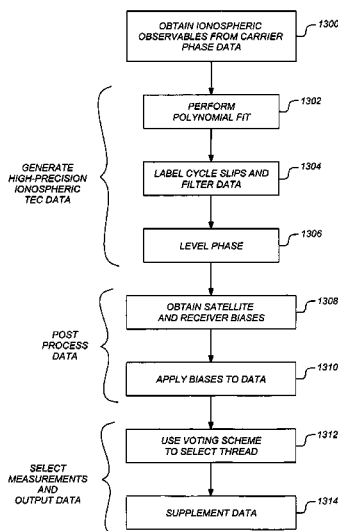 OBTAIN IONOSPHERIC
OBSERVABLES FROM CARRIER
PHASE DATA
1300
PERFORM
POLYNOMIAL FIT
1302
GENERATE
HIGH-PRECISION
IONOSPHERIC
TEC DATA
LABEL CYCLE SLIPS AND
FILTER DATA
1304
LEVEL PHASE
1306
POST
PROCESS
DATA
OBTAIN SATELLITE
AND RECEIVER BIASES
1308
APPLY BIASES TO DATA
1310
SELECT
MEASUREMENTS
AND
OUTPUT DATA
USE VOTING SCHEME
TO SELECT THREAD
1312
SUPPLEMENT DATA
1314